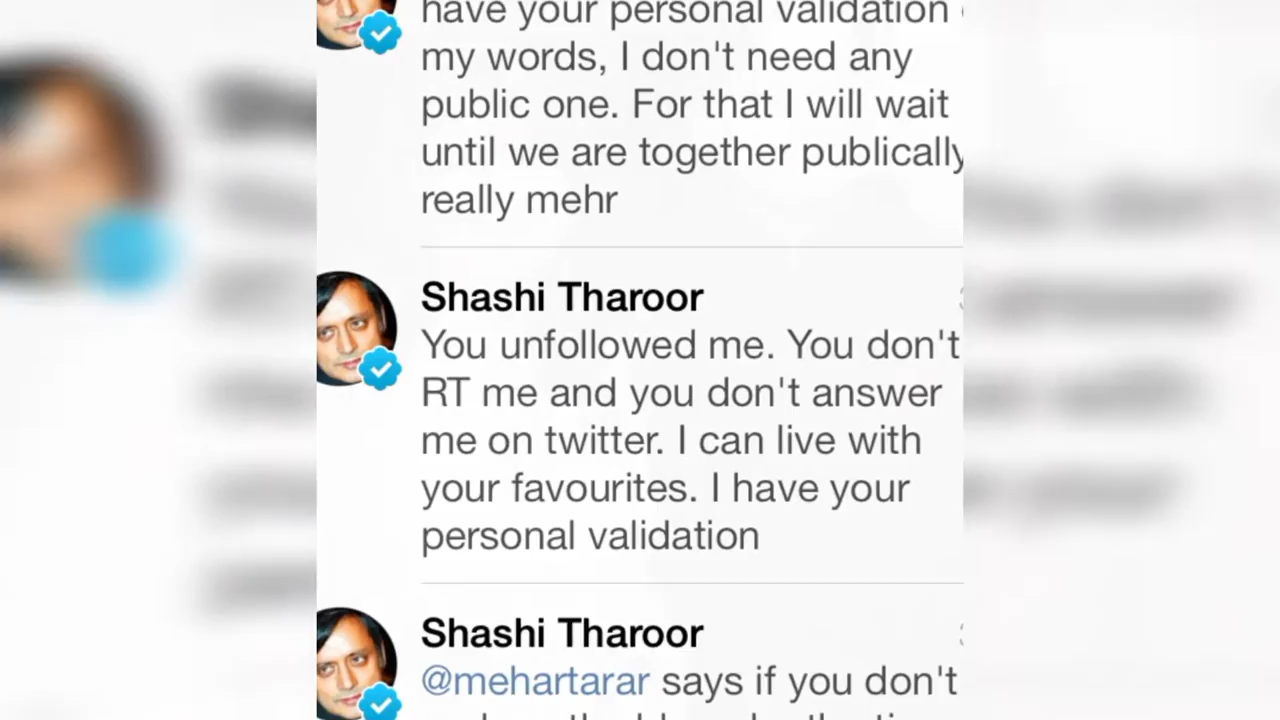 have your personal validation
my words, I don't need any
public one. For that I will wait
until we are together publically
really mehr
Shashi Tharoor
You unfollowed me. You don't
RT me and you don't answer
me on twitter. I can live with
your favourites. I have your
personal validation
Shashi Tharoor
@mehartarar says if you don't